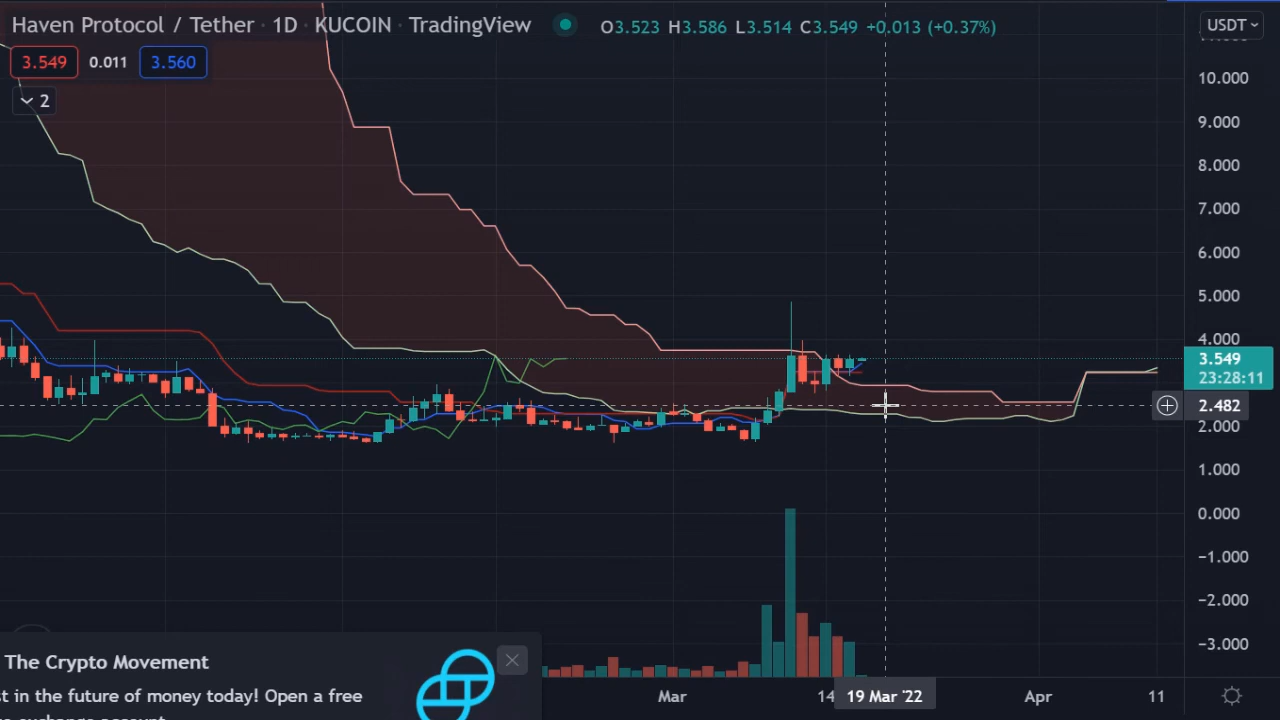 Haven Protocol / Tether · 1D · KUCOIN · TradingView
O3.523 H3.586 L3.514 C3.549 +0.013 (+0.37%)
USDT
3.549 0.011 3.560
2
10.000
9.000
8.000
7.000
6.000
5.000
4.000
3.549
23:28:11
2.482
2.000
1.000
0.000
−1.000
−2.000
−3.000
The Crypto Movement
st in the future of money today! Open a free
Mar 14 19 Mar '22 Apr 11